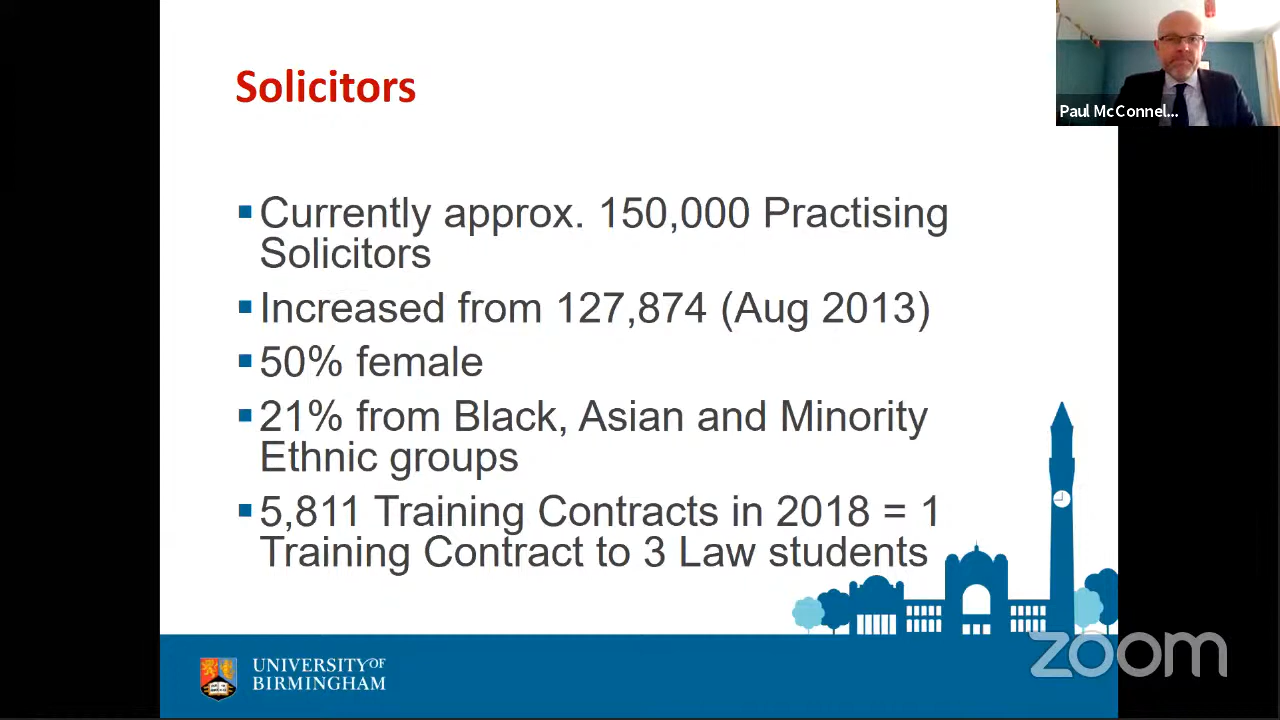 Solicitors
Paul McConnel...
▪Currently approx. 150,000 Practising
Solicitors
▪Increased from 127,874 (Aug 2013)
▪50% female
▪21% from Black, Asian and Minority
Ethnic groups
▪5,811 Training Contracts in 2018 = 1
Training Contract to 3 Law students
zoom
UNIVERSITY OF
BIRMINGHAM